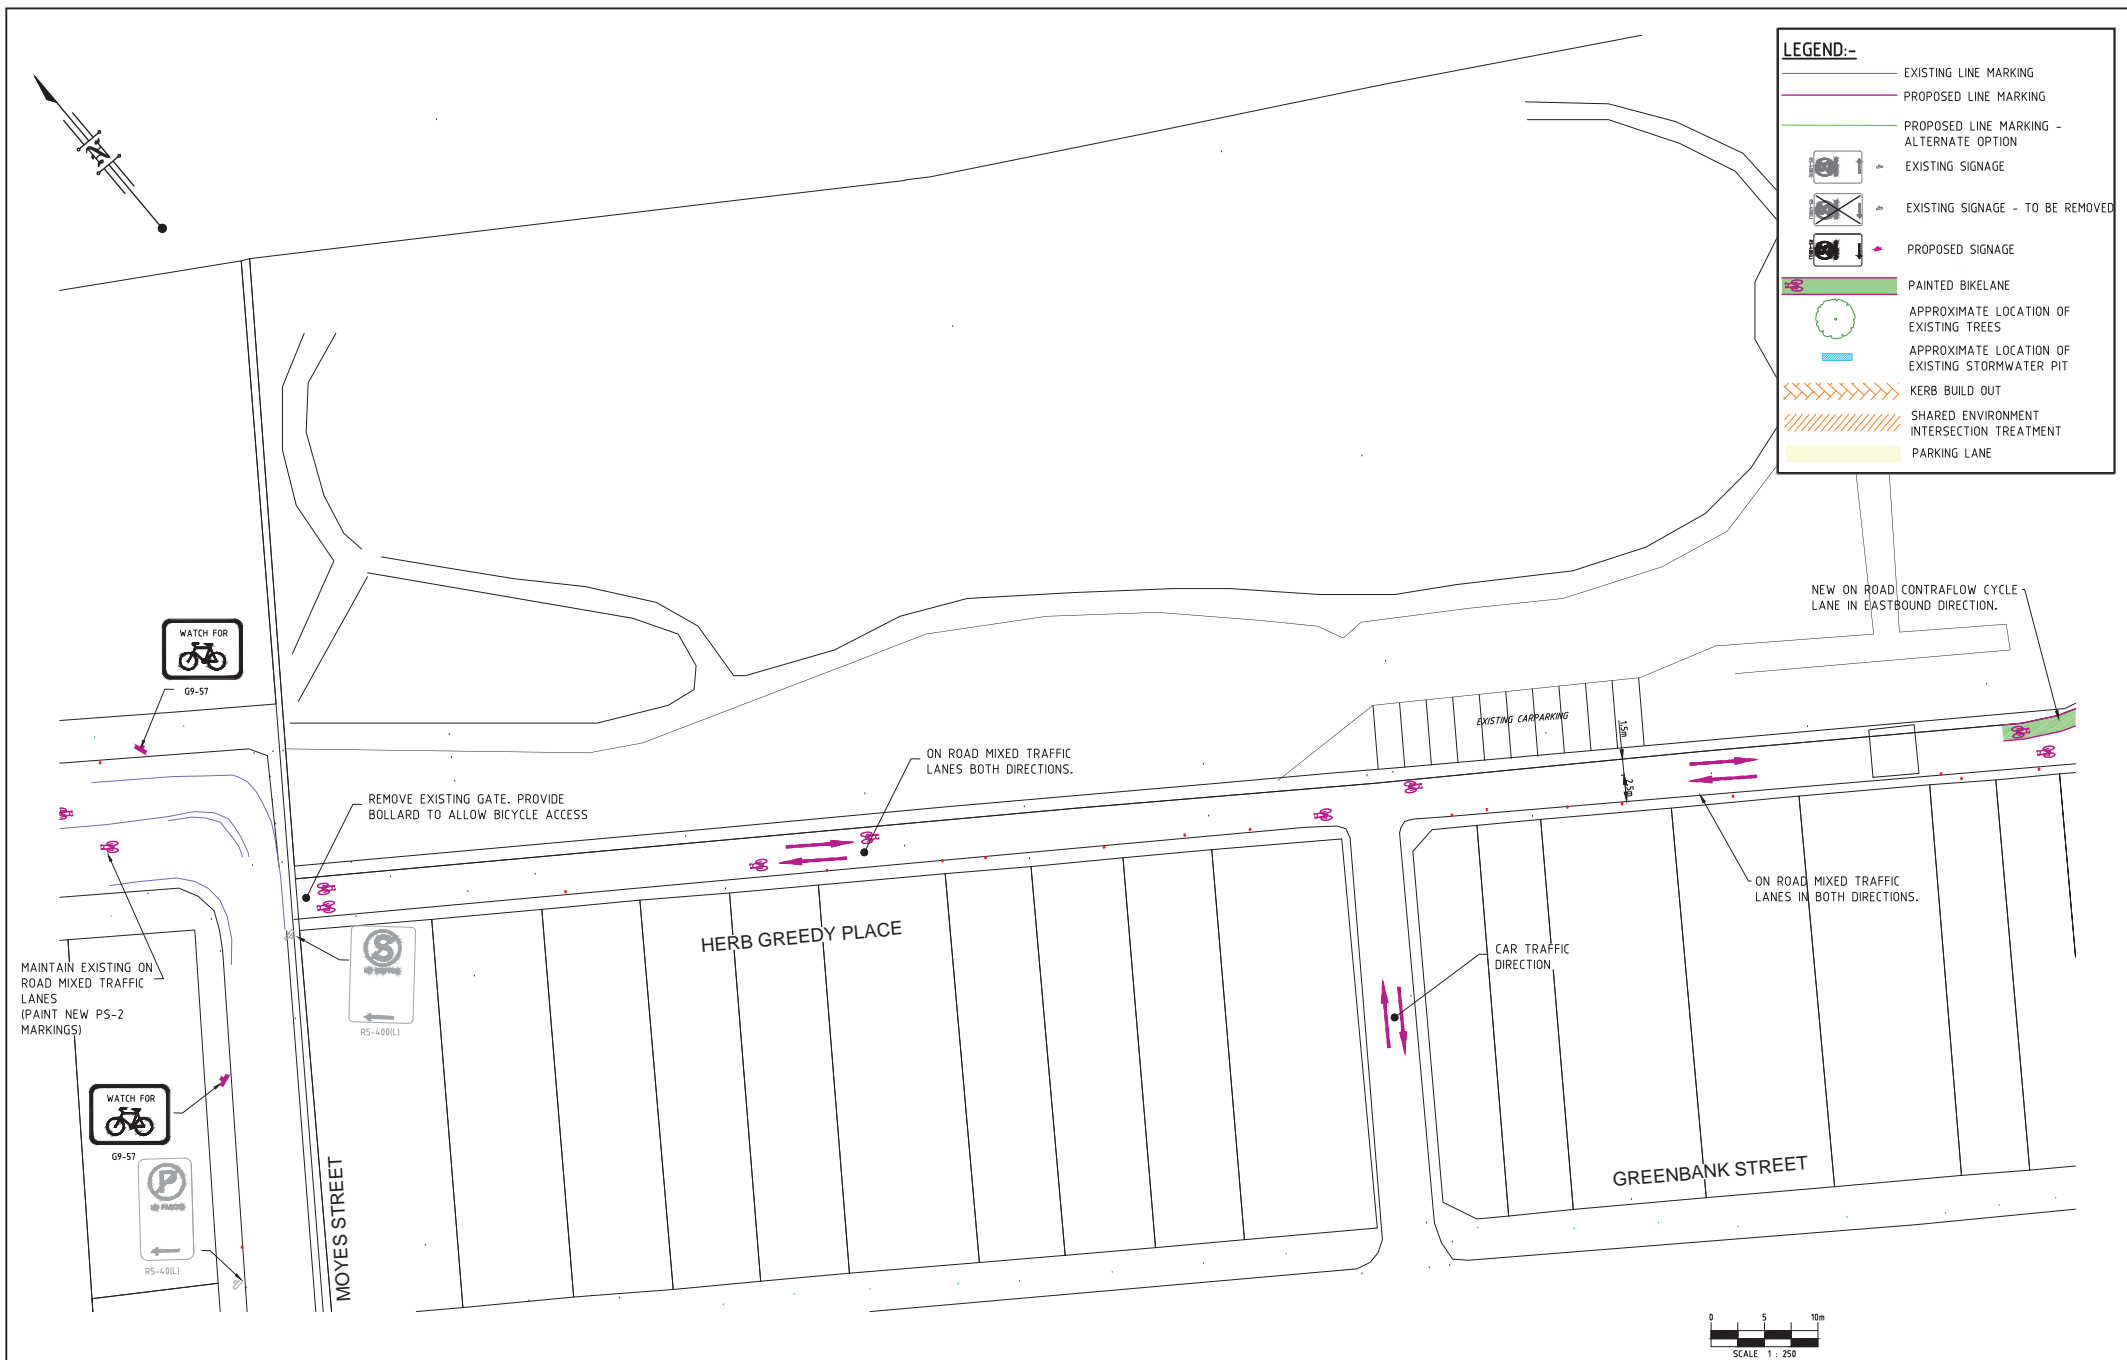 LEGEND:-
EXISTING LINE MARKING
PROPOSED LINE MARKING
PROPOSED LINE MARKING -
ALTERNATE OPTION
EXISTING SIGNAGE
EXISTING SIGNAGE - TO BE REMOVED
PROPOSED SIGNAGE
PAINTED BIKELANE
APPROXIMATE LOCATION OF
EXISTING TREES
APPROXIMATE LOCATION OF
EXISTING STORMWATER PIT
KERB BUILD OUT
SHARED ENVIRONMENT
INTERSECTION TREATMENT
PARKING LANE
NEW ON ROAD CONTRAFLOW CYCLE
LANE IN EASTBOUND DIRECTION.
WATCH FOR
G9-57
EXISTING CARPARKING
1.5m
2.5m
ON ROAD MIXED TRAFFIC
LANES BOTH DIRECTIONS.
REMOVE EXISTING GATE. PROVIDE
BOLLARD TO ALLOW BICYCLE ACCESS
ON ROAD MIXED TRAFFIC
LANES IN BOTH DIRECTIONS.
HERB GREEDY PLACE
CAR TRAFFIC
DIRECTION
MAINTAIN EXISTING ON
ROAD MIXED TRAFFIC
LANES
(PAINT NEW PS-2
MARKINGS)
S
R5-400(L)
WATCH FOR
G9-57
P
R5-40(L)
MOYES STREET
GREENBANK STREET
0 5 10m
SCALE 1 : 250